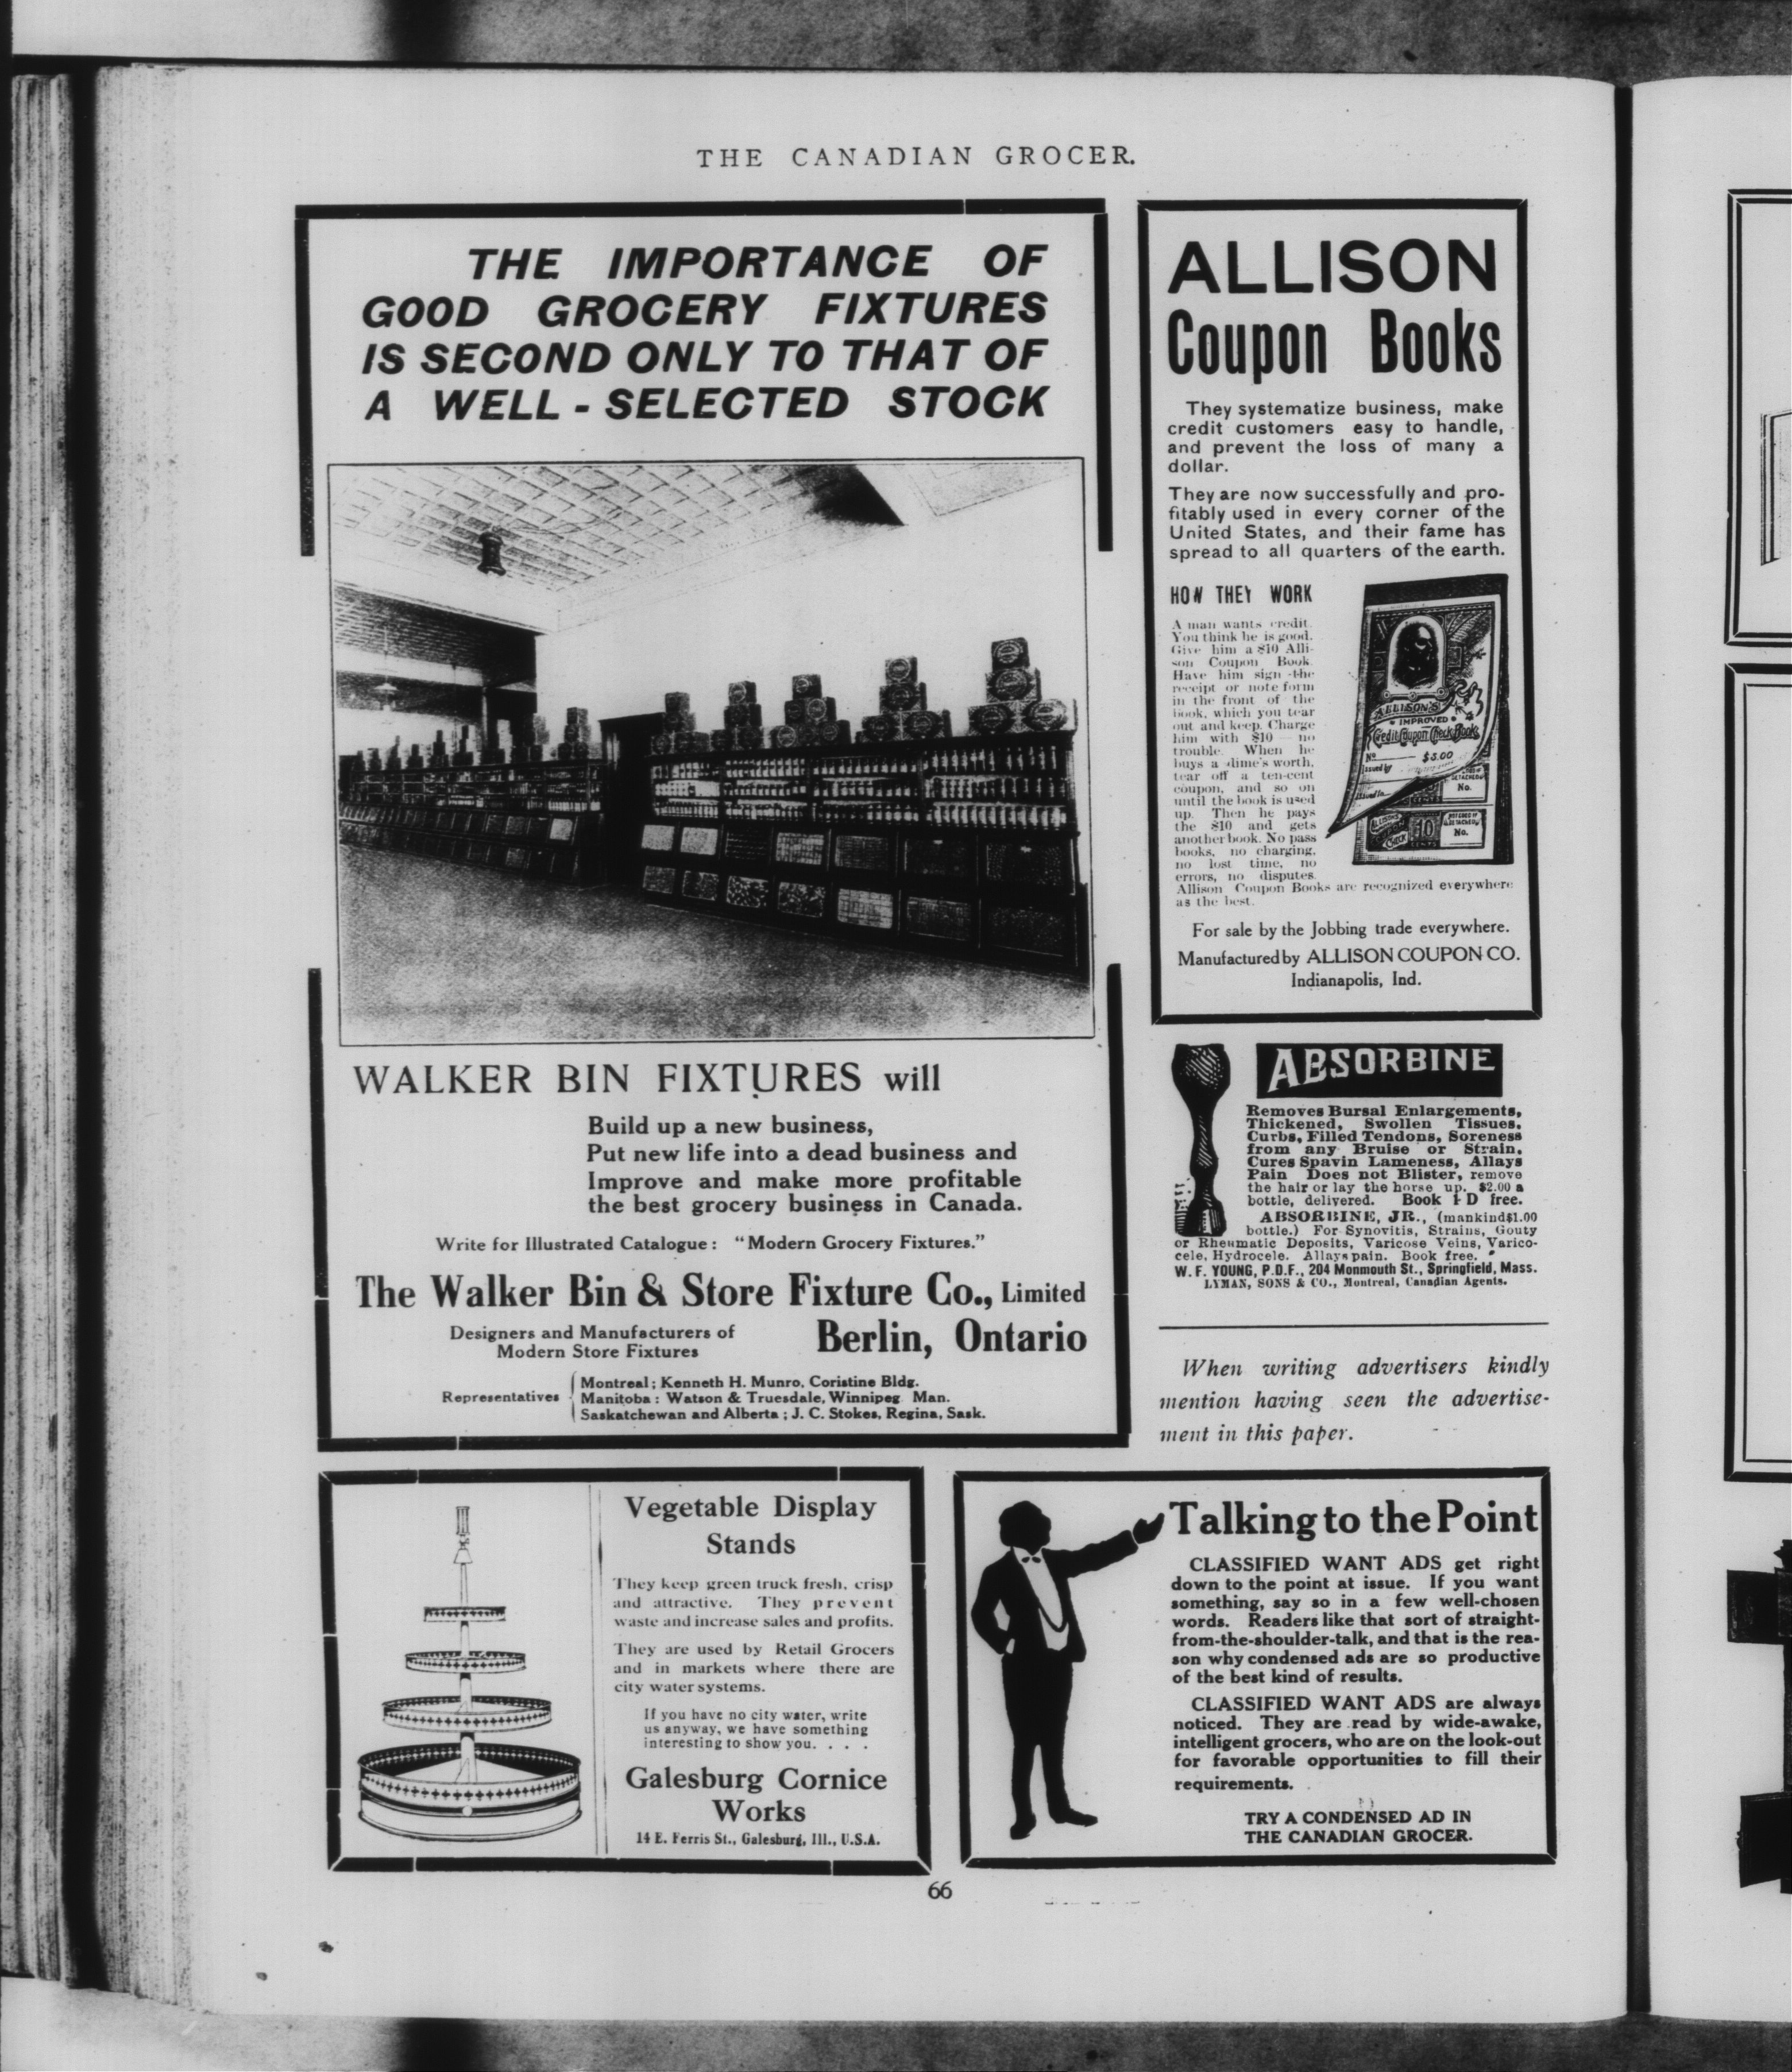 THE CANADIAN GROCER.
THE IMPORTANCE OF
GOOD GROCERY FIXTURES
IS SECOND ONLY TO THAT OF
A WELL - SELECTED STOCK
WALKER BIN FIXTURES will
Build up a new business,
Put new life into a dead business and
Improve and make more profitable
the best grocery business in Canada.
Write for Illustrated Catalogue : "Modern Grocery Fixtures."
The Walker Bin & Store Fixture Co., Limited
Designers and Manufacturers of
Modern Store Fixtures
Berlin, Ontario
Representatives
Montreal ; Kenneth H. Munro, Coristine Bldg.
Manitoba : Watson & Truesdale, Winnipeg Man.
Saskatchewan and Alberta ; J. C. Stokes, Regina, Sask.
ALLISON
Coupon Books
They systematize business, make
credit customers easy to handle,
and prevent the loss of many a
dollar.
They are now successfully and pro-
fitably used in every corner of the
United States, and their fame has
spread to all quarters of the earth.
HOW THEY WORK
A man wants credit.
You think he is good.
Give him a $10 Alli-
son Coupon Book.
Have him sign the
receipt or note form
in the front of the
book, which you tear
out and keep. Charge
him with $10 — no
trouble. When he
buys a dime's worth,
tear off a ten-cent
coupon, and so on
until the book is used
up. Then he pays
the $10 and gets
another book. No pass
books, no charging,
no lost time, no
errors, no disputes.
Allison Coupon Books are recognized everywhere
as the best.
ALLISON'S
IMPROVED
Credit Coupon Check Book
No $5.00
Issued by
Issued to
DETACHED
No.
ALLISON'S
CHECK
10
CENTS
NOT GOOD IF
DETACHED
No.
For sale by the Jobbing trade everywhere.
Manufactured by ALLISON COUPON CO.
Indianapolis, Ind.
ABSORBINE
Removes Bursal Enlargements,
Thickened, Swollen Tissues,
Curbs, Filled Tendons, Soreness
from any Bruise or Strain,
Cures Spavin Lameness, Allays
Pain Does not Blister, remove
the hair or lay the horse up. $2.00 a
bottle, delivered. Book 1 D free.
ABSORBINE, JR., (mankind $1.00
bottle.) For Synovitis, Strains, Gouty
or Rheumatic Deposits, Varicose Veins, Varico-
cele, Hydrocele. Allays pain. Book free.
W. F. YOUNG, P.D.F., 204 Monmouth St., Springfield, Mass.
LYMAN, SONS & CO., Montreal, Canadian Agents.
When writing advertisers kindly
mention having seen the advertise-
ment in this paper.
Vegetable Display
Stands
They keep green truck fresh, crisp
and attractive. They prevent
waste and increase sales and profits.
They are used by Retail Grocers
and in markets where there are
city water systems.
If you have no city water, write
us anyway, we have something
interesting to show you. . . .
Galesburg Cornice
Works
14 E. Ferris St., Galesburg, Ill., U.S.A.
Talking to the Point
CLASSIFIED WANT ADS get right
down to the point at issue. If you want
something, say so in a few well-chosen
words. Readers like that sort of straight-
from-the-shoulder-talk, and that is the rea-
son why condensed ads are so productive
of the best kind of results.
CLASSIFIED WANT ADS are always
noticed. They are read by wide-awake,
intelligent grocers, who are on the look-out
for favorable opportunities to fill their
requirements.
TRY A CONDENSED AD IN
THE CANADIAN GROCER.
66